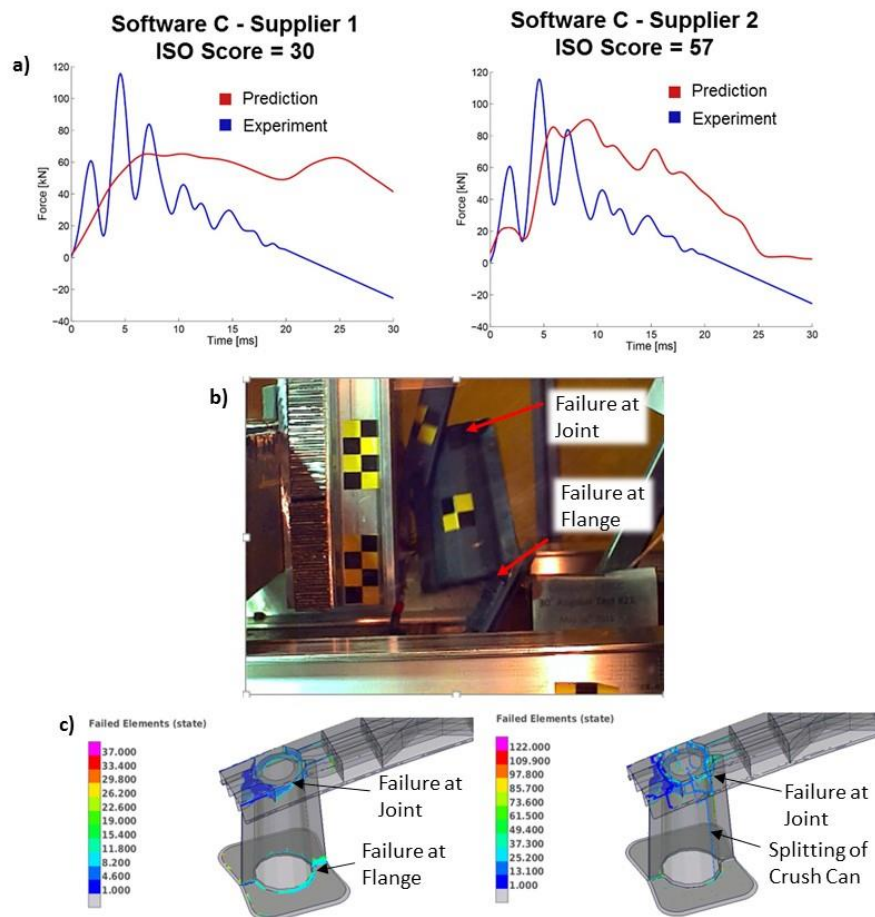 Software C - Supplier 1
ISO Score = 30
Software C - Supplier 2
ISO Score = 57
a)
Prediction
Experiment
Force [kN]
120
100
80
60
40
20
0
-20
-40
0 5 10 15 20 25 30
Time [ms]
Prediction
Experiment
Force [kN]
120
100
80
60
40
20
0
-20
-40
0 5 10 15 20 25 30
Time [ms]
b)
Failure at
Joint
Failure at
Flange
c)
Failed Elements (state)
37.000
33.400
29.800
26.200
22.600
19.000
15.400
11.800
8.200
4.600
1.000
Failure at
Joint
Failure at
Flange
Failed Elements (state)
122.000
109.900
97.800
85.700
73.600
61.500
49.400
37.300
25.200
13.100
1.000
Failure at
Joint
Splitting of
Crush Can